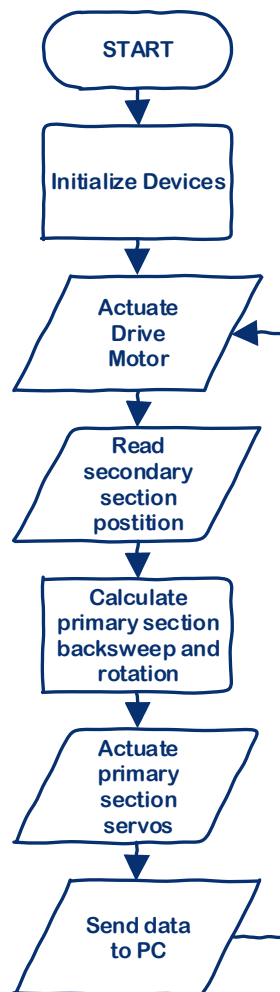 START
Initialize Devices
Actuate
Drive
Motor
Read
secondary
section
postition
Calculate
primary section
backsweep and
rotation
Actuate
primary
section
servos
Send data
to PC